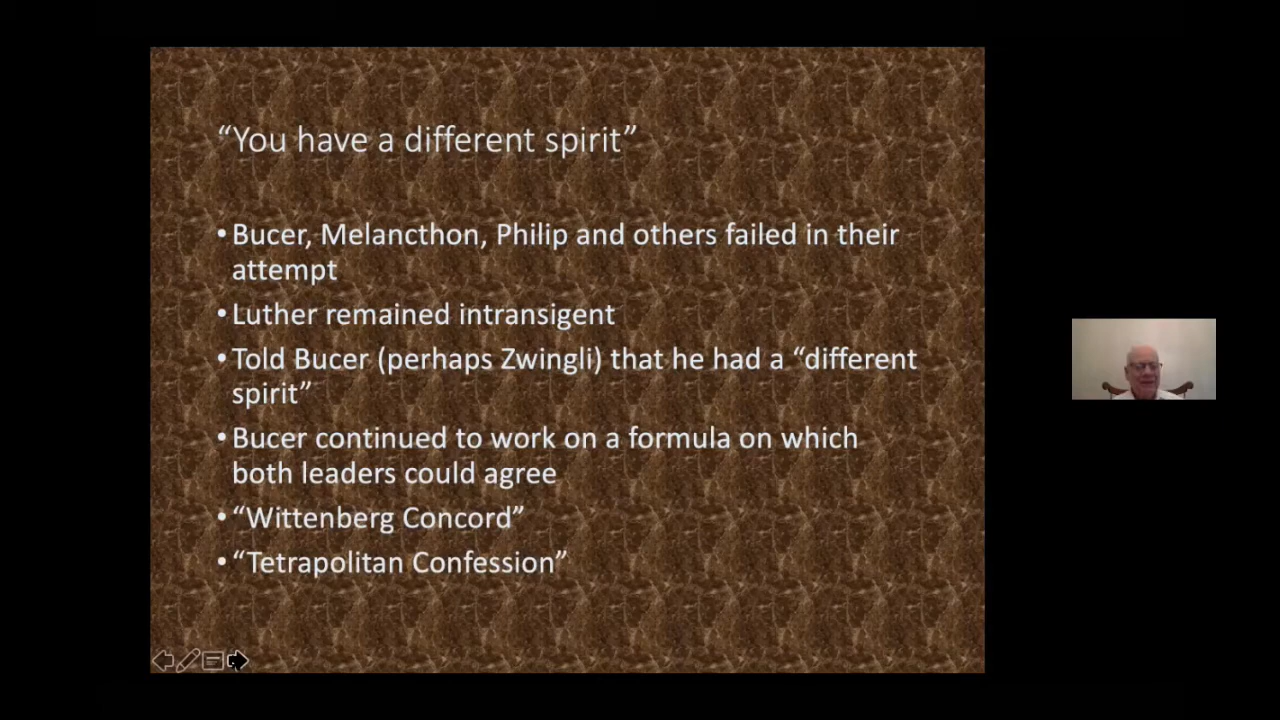 “You have a different spirit”
•Bucer, Melancthon, Philip and others failed in their
attempt
•Luther remained intransigent
•Told Bucer (perhaps Zwingli) that he had a “different
spirit”
•Bucer continued to work on a formula on which
both leaders could agree
•“Wittenberg Concord”
•“Tetrapolitan Confession”